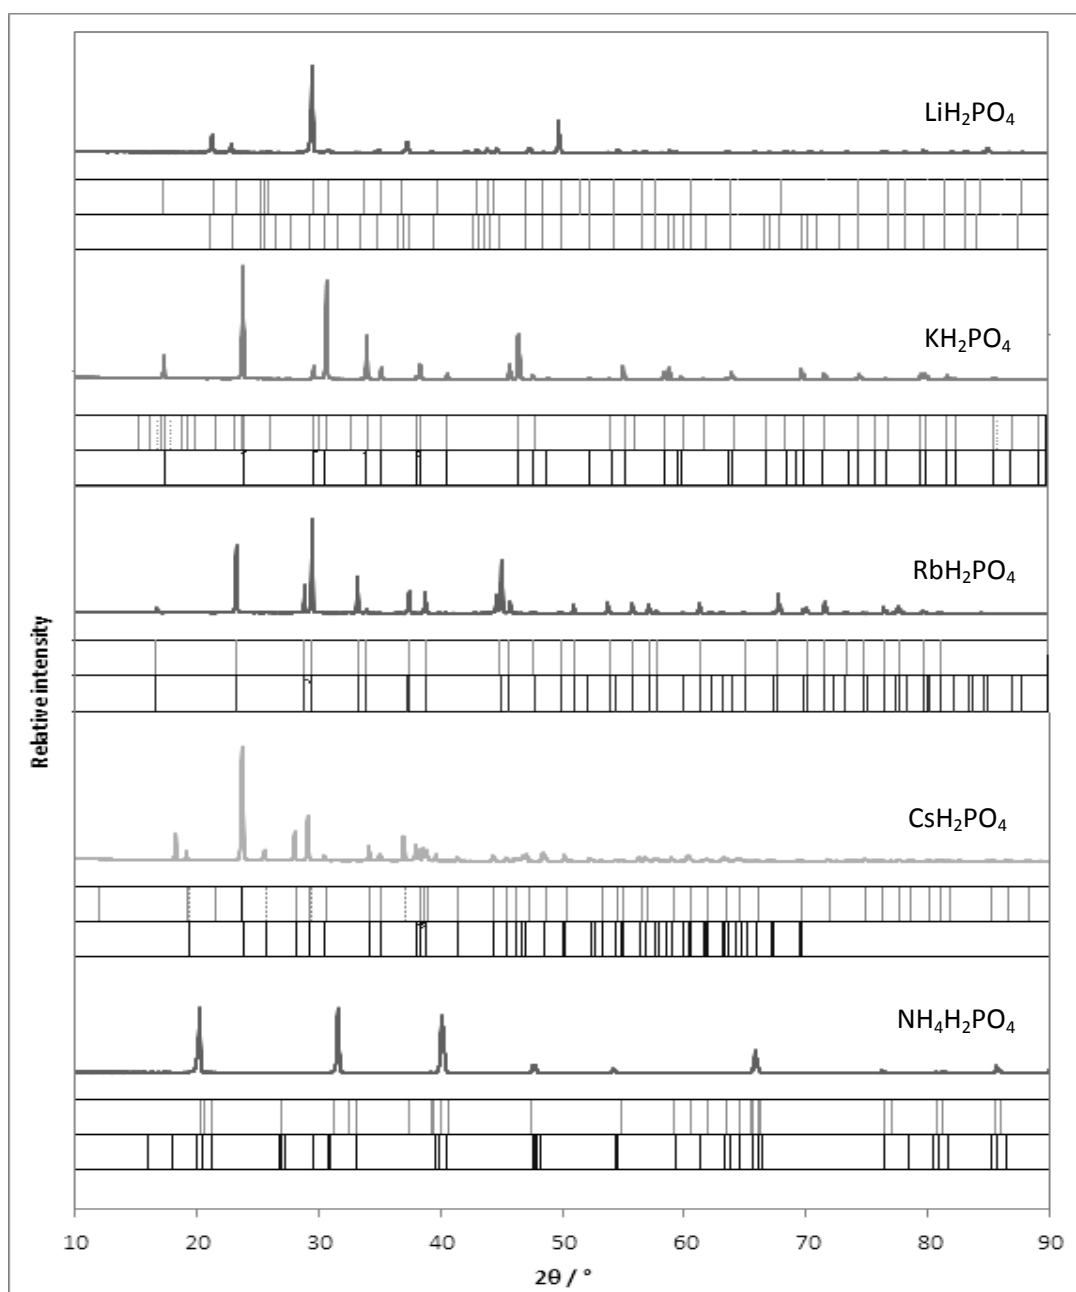 LiH₂PO₄
KH₂PO₄
RbH₂PO₄
CsH₂PO₄
NH₄H₂PO₄
Relative intensity
10 20 30 40 50 60 70 80 90
2θ / °